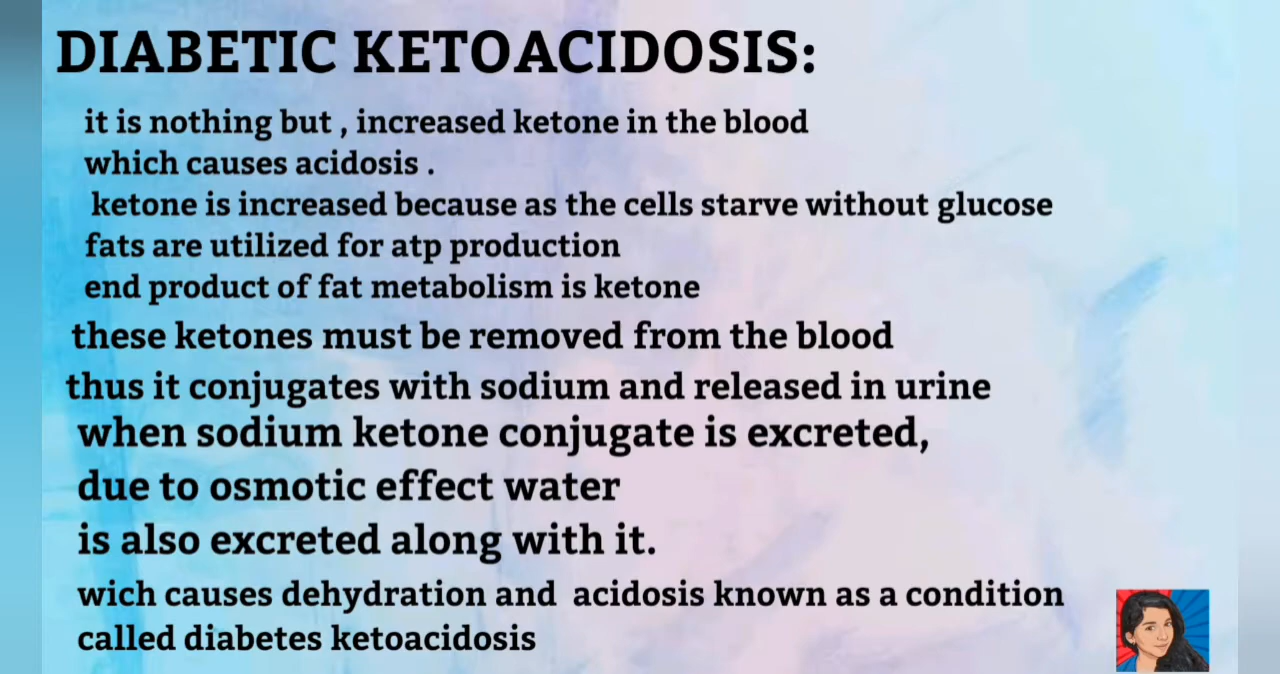 DIABETIC KETOACIDOSIS:
it is nothing but , increased ketone in the blood
which causes acidosis .
ketone is increased because as the cells starve without glucose
fats are utilized for atp production
end product of fat metabolism is ketone
these ketones must be removed from the blood
thus it conjugates with sodium and released in urine
when sodium ketone conjugate is excreted,
due to osmotic effect water
is also excreted along with it.
wich causes dehydration and acidosis known as a condition
called diabetes ketoacidosis